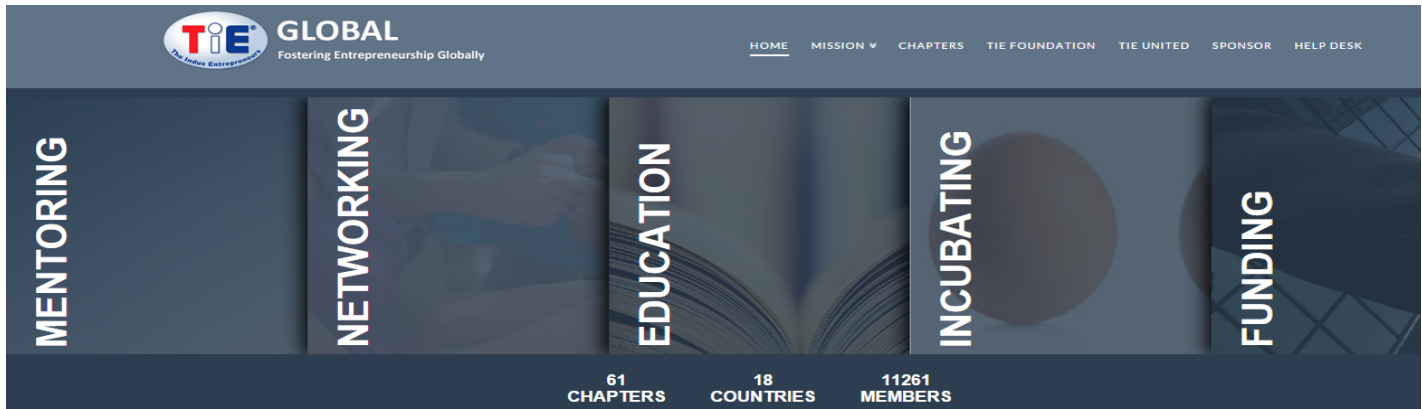 TiE®
The Indus Entrepreneurs
GLOBAL
Fostering Entrepreneurship Globally
HOME MISSION CHAPTERS TIE FOUNDATION TIE UNITED SPONSOR HELP DESK
MENTORING
NETWORKING
EDUCATION
INCUBATING
FUNDING
61 18 11261
CHAPTERS COUNTRIES MEMBERS